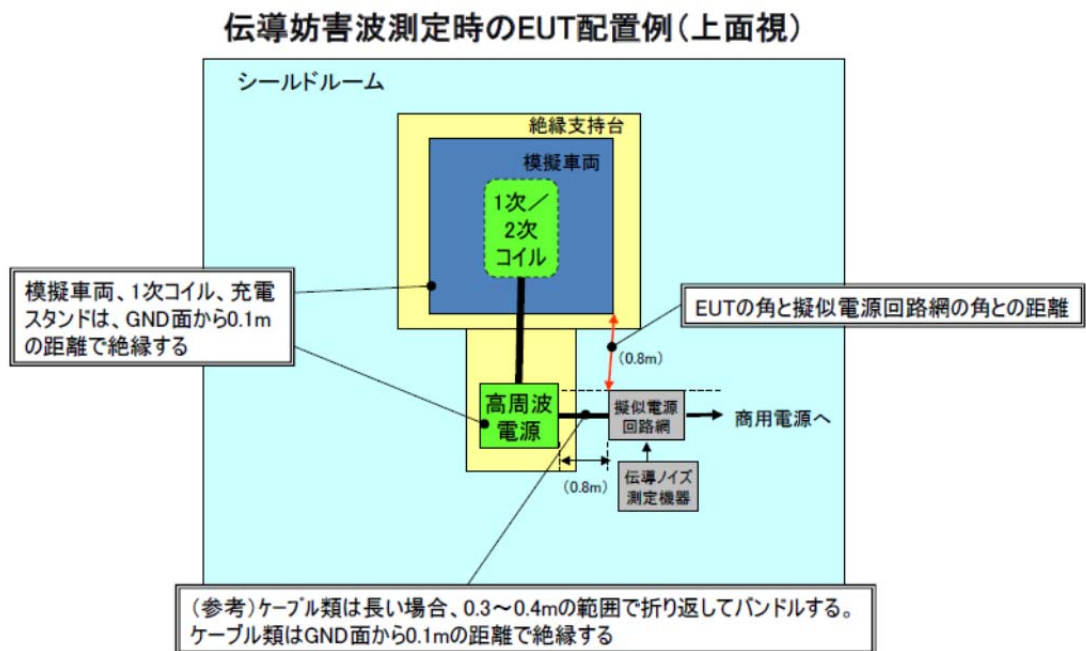 伝導妨害波測定時のEUT配置例（上面視）
シールドルーム
絶縁支持台
模擬車両
1次／
2次
コイル
模擬車両、1次コイル、充電
スタンドは、GND面から0.1m
の距離で絶縁する
EUTの角と擬似電源回路網の角との距離
（0.8m）
高周波
電源
擬似電源
回路網
商用電源へ
（0.8m）
伝導ノイズ
測定機器
（参考）ケーブル類は長い場合、0.3～0.4mの範囲で折り返してバンドルする。
ケーブル類はGND面から0.1mの距離で絶縁する